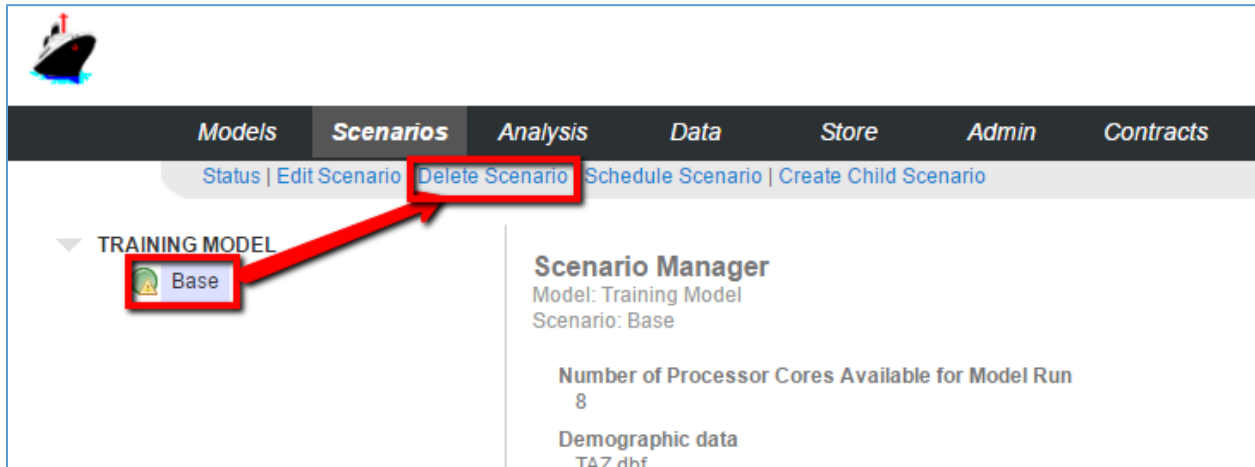 Models Scenarios Analysis Data Store Admin Contracts
Status | Edit Scenario Delete Scenario Schedule Scenario | Create Child Scenario
TRAINING MODEL
Base
Scenario Manager
Model: Training Model
Scenario: Base
Number of Processor Cores Available for Model Run
8
Demographic data
TAZ.dbf